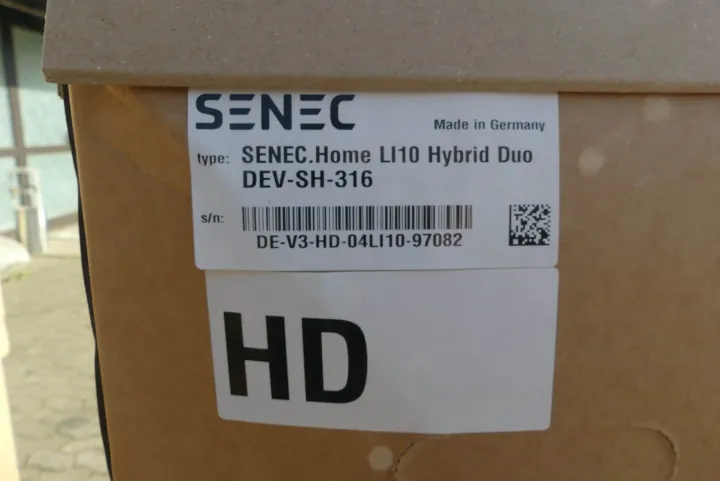 SENEC
Made in Germany
type: SENEC.Home LI10 Hybrid Duo
DEV-SH-316
s/n:
DE-V3-HD-04LI10-97082
HD